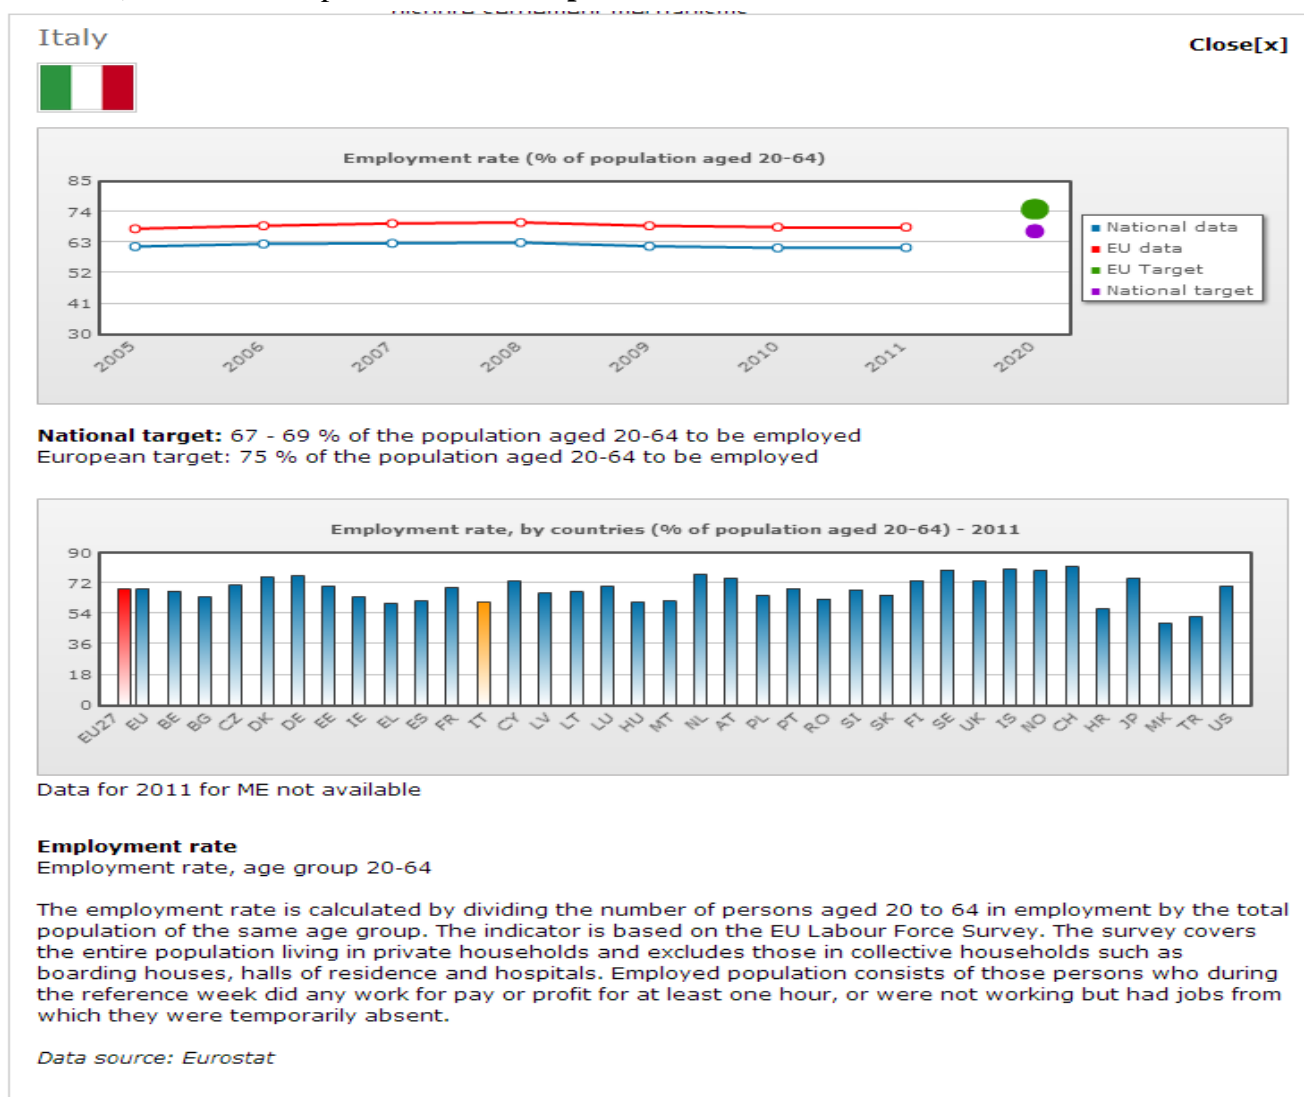 Italy
Close[x]
Employment rate (% of population aged 20-64)
85
74
63
52
41
30
2005 2006 2007 2008 2009 2010 2011 2020
National data
EU data
EU Target
National target
National target: 67 - 69 % of the population aged 20-64 to be employed
European target: 75 % of the population aged 20-64 to be employed
Employment rate, by countries (% of population aged 20-64) - 2011
90
72
54
36
18
0
EU27 EU BE BG CZ DK DE EE IE EL ES FR IT CY LV LT LU HU MT NL AT PL PT RO SI SK FI SE UK IS NO CH HR JP MK TR US
Data for 2011 for ME not available
Employment rate
Employment rate, age group 20-64
The employment rate is calculated by dividing the number of persons aged 20 to 64 in employment by the total
population of the same age group. The indicator is based on the EU Labour Force Survey. The survey covers
the entire population living in private households and excludes those in collective households such as
boarding houses, halls of residence and hospitals. Employed population consists of those persons who during
the reference week did any work for pay or profit for at least one hour, or were not working but had jobs from
which they were temporarily absent.
Data source: Eurostat